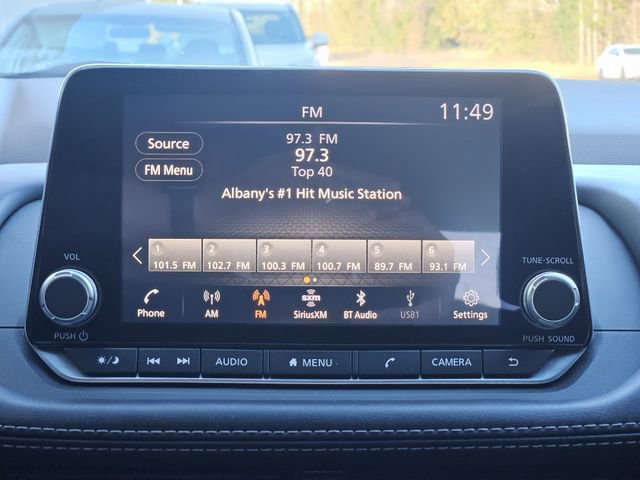 FM
11:49
Source
97.3 FM
97.3
FM Menu
Top 40
Albany's #1 Hit Music Station
1 2 3 4 5 6
101.5 FM 102.7 FM 100.3 FM 100.7 FM 89.7 FM 93.1 FM
VOL
TUNE·SCROLL
sxm
Phone AM FM SiriusXM BT Audio USB1 Settings
PUSH
PUSH SOUND
AUDIO MENU CAMERA